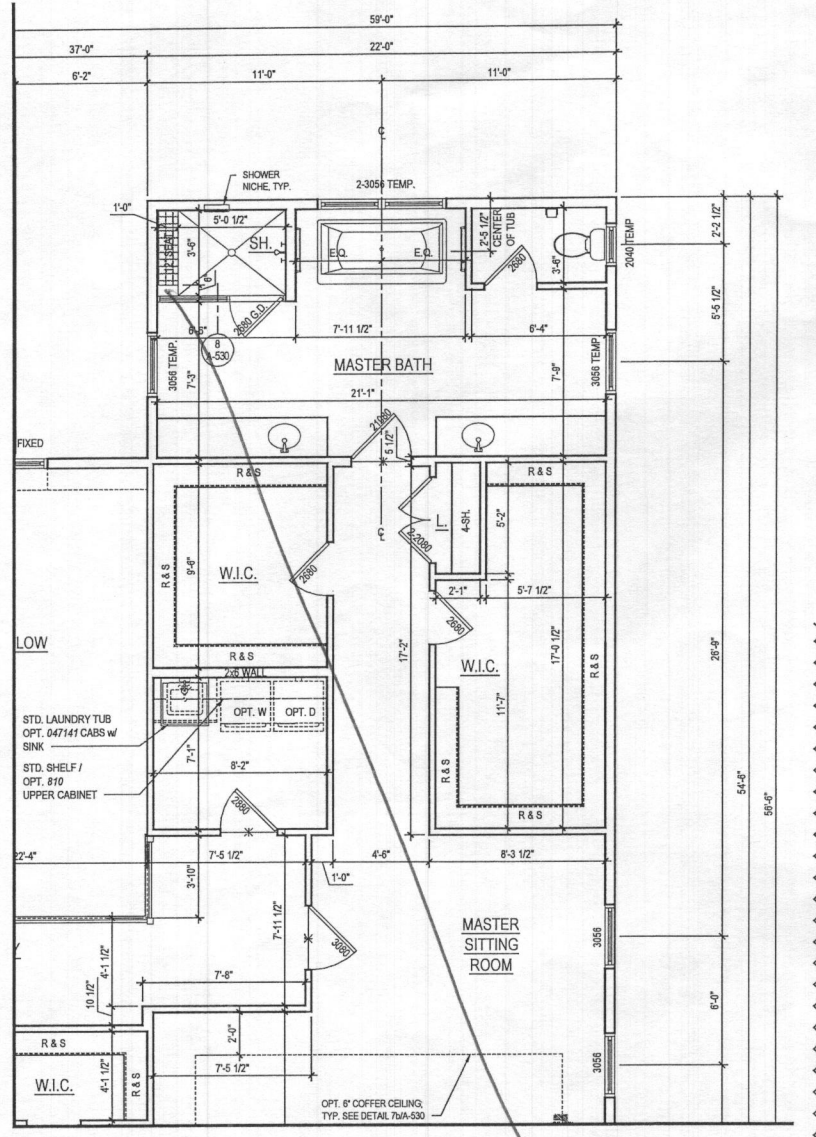 59'-0"
37'-0"
22'-0"
6'-2"
11'-0"
11'-0"
SHOWER
NICHE, TYP.
2-3056 TEMP.
1'-0"
5'-0 1/2"
SH.
12" SEAT
3'-6"
E.Q.
E.Q.
2'-5 1/2"
CENTER
OF TUB
2680
3'-6"
2040 TEMP
2'-2 1/2"
5'-5 1/2"
2680 G.D.
8
A-530
7'-11 1/2"
6'-4"
3056 TEMP.
7'-3"
MASTER BATH
7'-9"
3056 TEMP.
21'-1"
21080
5 1/2"
FIXED
R & S
R & S
R & S
9'-6"
W.I.C.
2680
R & S
L.
4-SH.
2-2080
5'-2"
2'-1"
5'-7 1/2"
2680
W.I.C.
17'-2"
17'-0 1/2"
11'-7"
R & S
R & S
R & S
26'-9"
54'-6"
56'-6"
LOW
2x6 WALL
OPT. W
OPT. D
STD. LAUNDRY TUB
OPT. 047141 CABS w/
SINK
STD. SHELF /
OPT. 810
UPPER CABINET
7'-1"
8'-2"
2880
22'-4"
7'-5 1/2"
4'-6"
8'-3 1/2"
1'-0"
3'-10"
7'-11 1/2"
3080
MASTER
SITTING
ROOM
3056
4'-1 1/2"
7'-8"
10 1/2"
6'-0"
R & S
2'-0"
7'-5 1/2"
W.I.C.
4'-1 1/2"
R & S
3056
OPT. 6" COFFER CEILING;
TYP. SEE DETAIL 7b/A-530